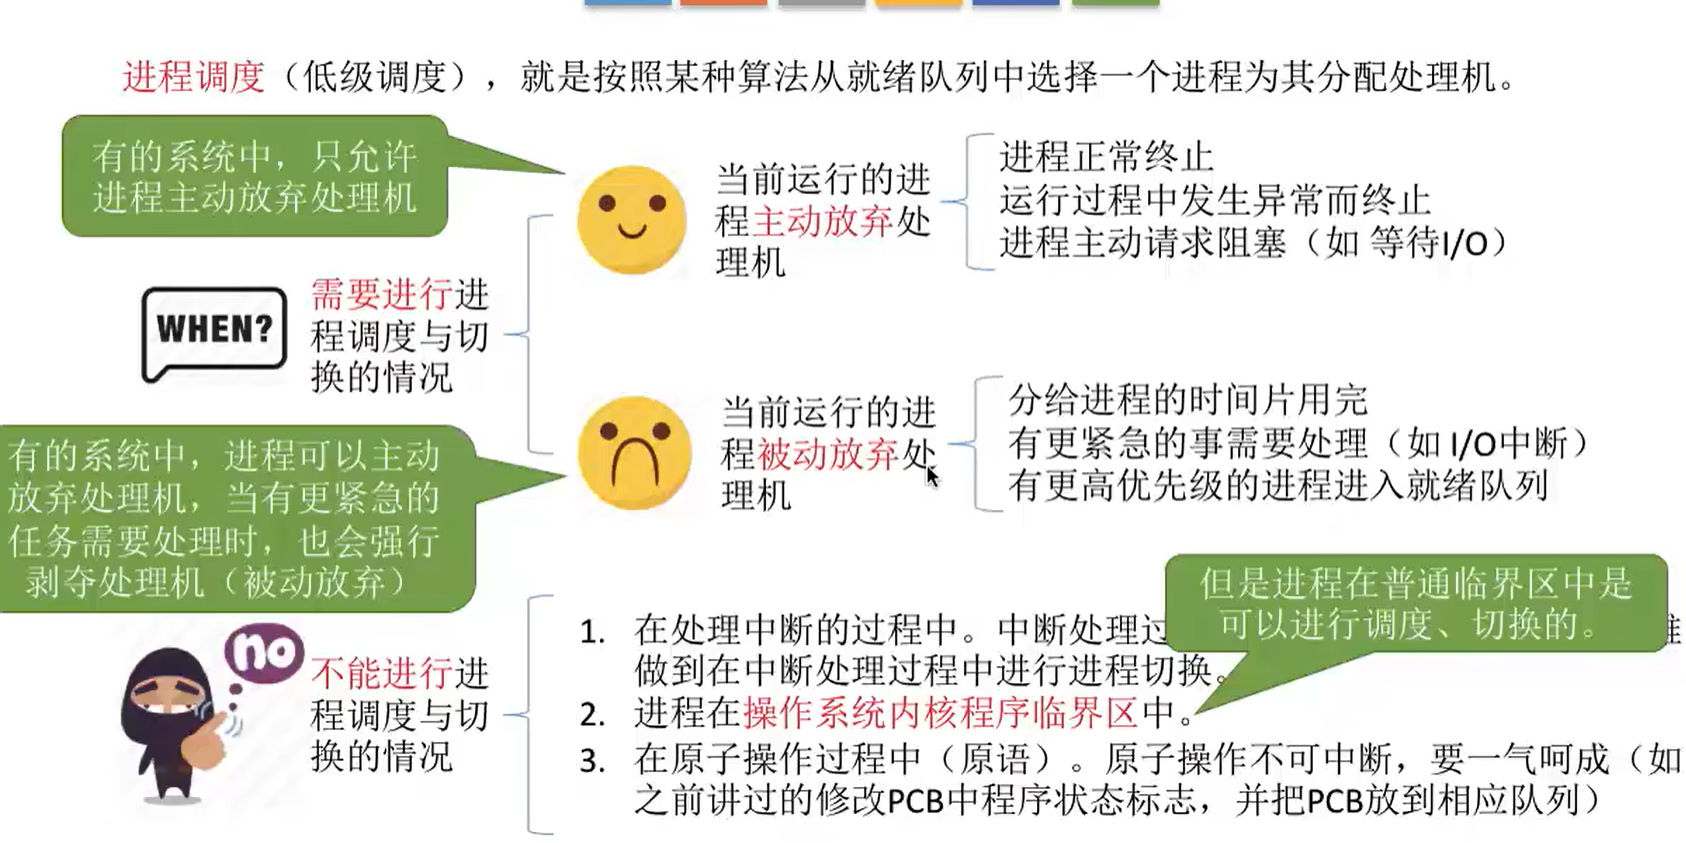 进程调度（低级调度），就是按照某种算法从就绪队列中选择一个进程为其分配处理机。
有的系统中，只允许
进程主动放弃处理机
当前运行的进
程主动放弃处
理机
进程正常终止
运行过程中发生异常而终止
进程主动请求阻塞（如 等待I/O）
WHEN?
需要进行进
程调度与切
换的情况
有的系统中，进程可以主动
放弃处理机，当有更紧急的
任务需要处理时，也会强行
剥夺处理机（被动放弃）
当前运行的进
程被动放弃处
理机
分给进程的时间片用完
有更紧急的事需要处理（如 I/O中断）
有更高优先级的进程进入就绪队列
但是进程在普通临界区中是
可以进行调度、切换的。
no
不能进行进
程调度与切
换的情况
1. 在处理中断的过程中。中断处理过
做到在中断处理过程中进行进程切换。
2. 进程在操作系统内核程序临界区中。
3. 在原子操作过程中（原语）。原子操作不可中断，要一气呵成（如
之前讲过的修改PCB中程序状态标志，并把PCB放到相应队列）